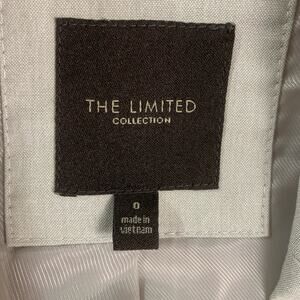 THE LIMITED
COLLECTION
0
made in
vietnam